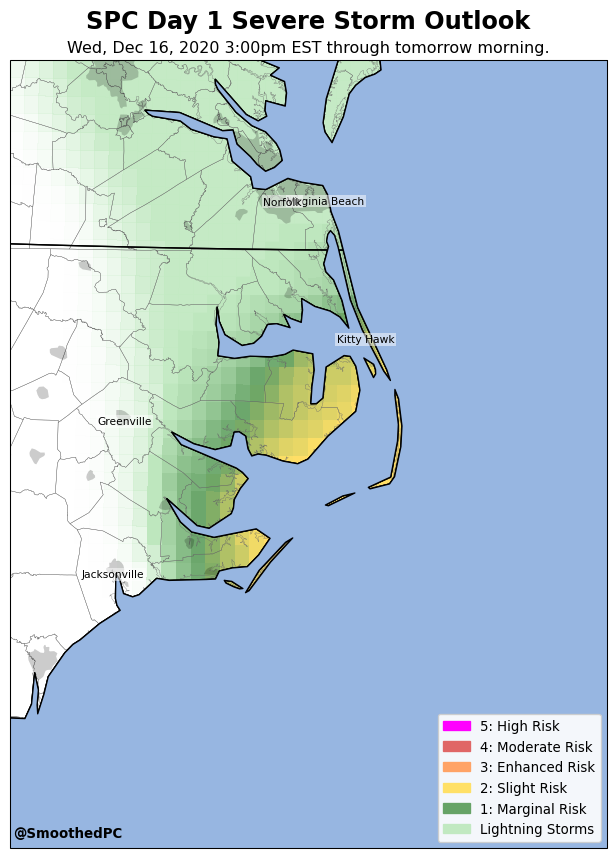 SPC Day 1 Severe Storm Outlook
Wed, Dec 16, 2020 3:00pm EST through tomorrow morning.
Norfolk
Virginia Beach
Kitty Hawk
Greenville
Jacksonville
5: High Risk
4: Moderate Risk
3: Enhanced Risk
2: Slight Risk
1: Marginal Risk
Lightning Storms
@SmoothedPC